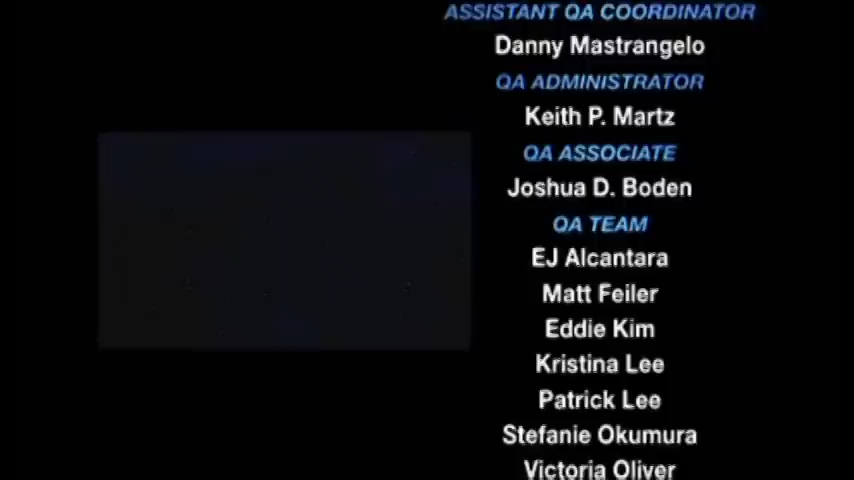 ASSISTANT QA COORDINATOR
Danny Mastrangelo
QA ADMINISTRATOR
Keith P. Martz
QA ASSOCIATE
Joshua D. Boden
QA TEAM
EJ Alcantara
Matt Feiler
Eddie Kim
Kristina Lee
Patrick Lee
Stefanie Okumura
Victoria Oliver